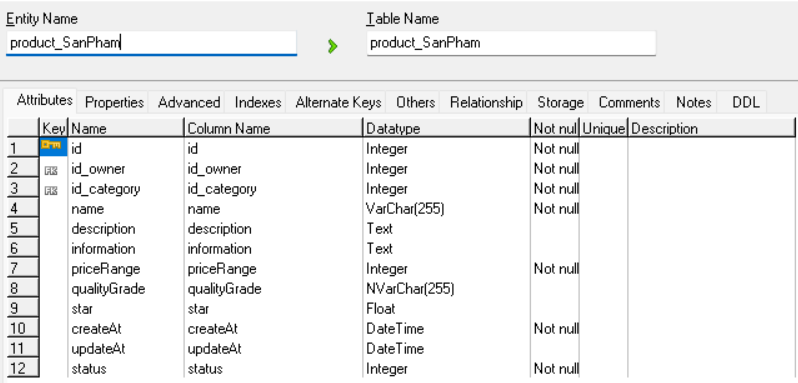 Entity Name Table Name
product_SanPham product_SanPham
Attributes Properties Advanced Indexes Alternate Keys Others Relationship Storage Comments Notes DDL
Key Name Column Name Datatype Not nul Unique Description
1 id id Integer Not null
2 FK id_owner id_owner Integer Not null
3 FK id_category id_category Integer Not null
4 name name VarChar(255) Not null
5 description description Text
6 information information Text
7 priceRange priceRange Integer Not null
8 qualityGrade qualityGrade NVarChar(255)
9 star star Float
10 createAt createAt DateTime Not null
11 updateAt updateAt DateTime
12 status status Integer Not null